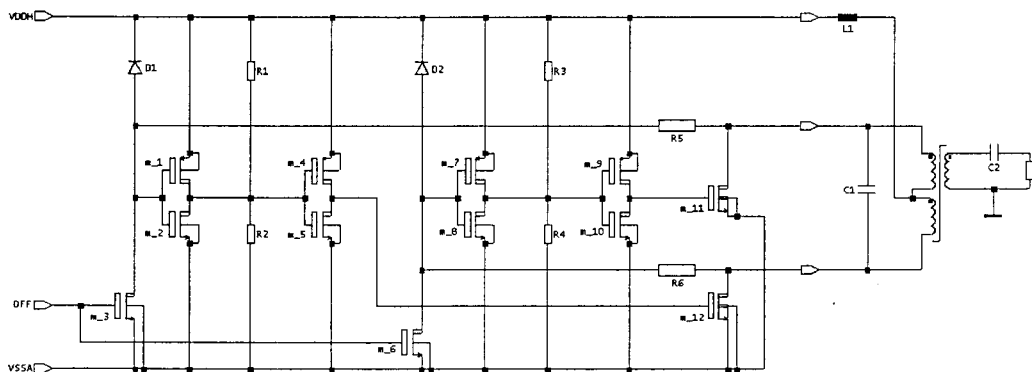 VDDH
L1
D1
R1
D2
R3
R5
m_1
m_4
m_7
m_9
C2
C1
m_11
m_2
R2
m_5
m_8
R4
m_10
R6
OFF
m_3
m_12
m_6
VSSA